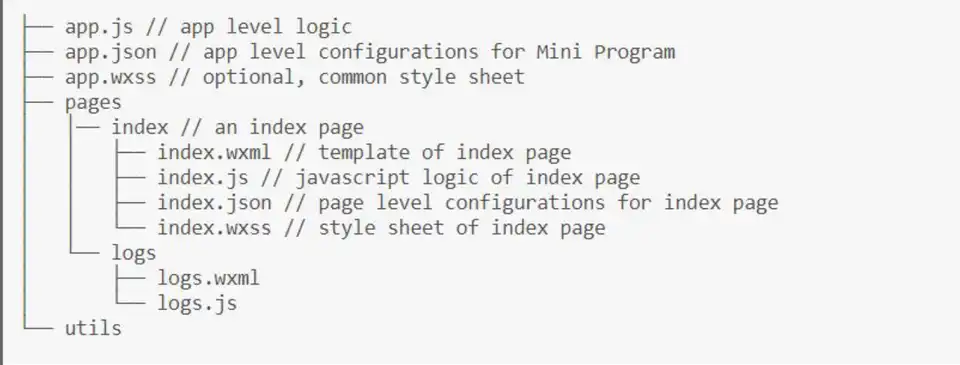 ├── app.js // app level logic
├── app.json // app level configurations for Mini Program
├── app.wxss // optional, common style sheet
├── pages
│   │── index // an index page
│   │   ├── index.wxml // template of index page
│   │   ├── index.js // javascript logic of index page
│   │   ├── index.json // page level configurations for index page
│   │   └── index.wxss // style sheet of index page
│   └── logs
│       ├── logs.wxml
│       └── logs.js
└── utils